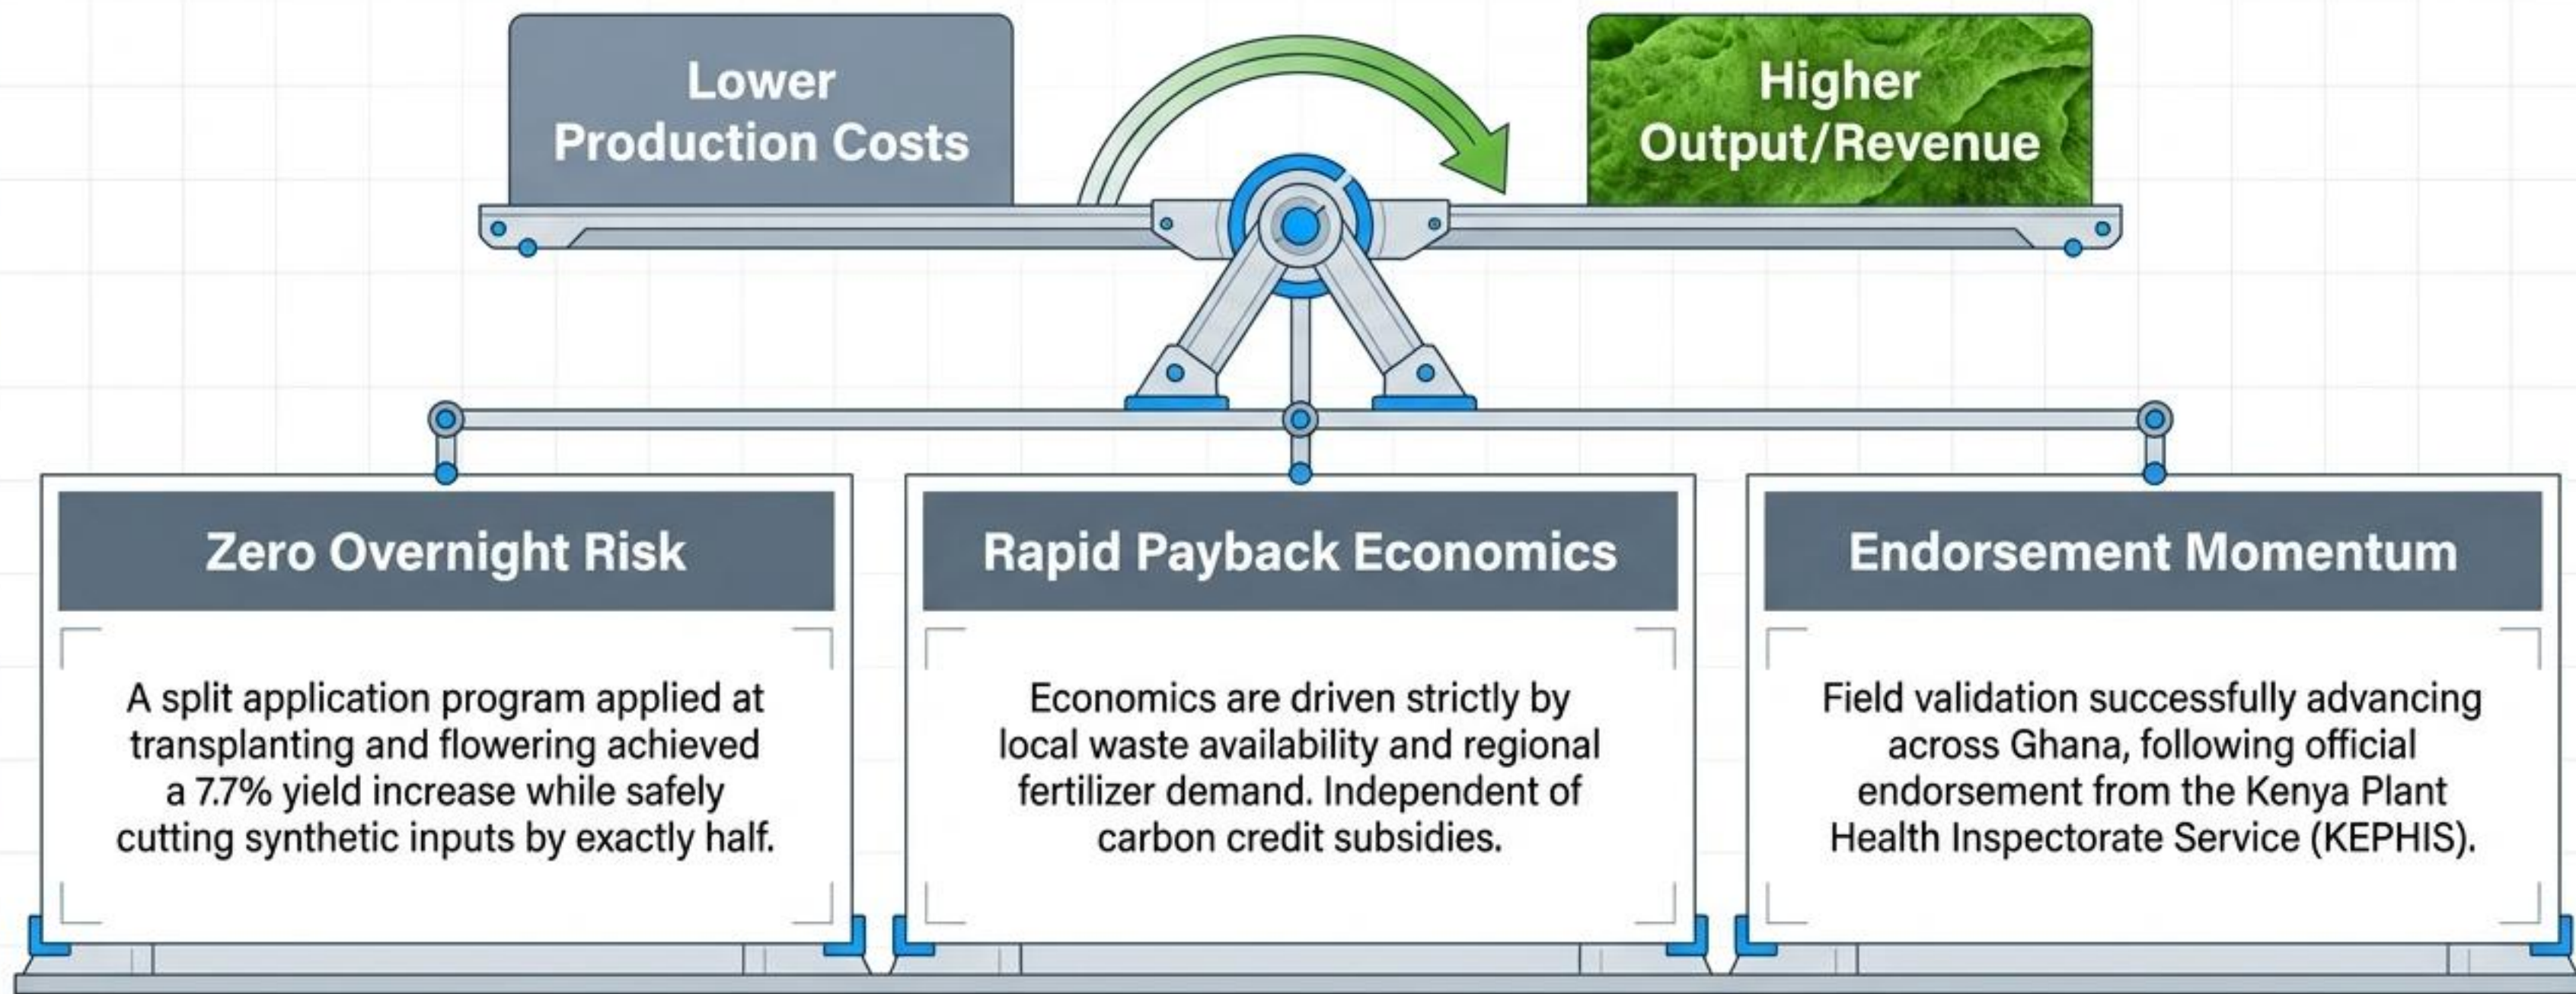 Lower
Production Costs
Higher
Output/Revenue
Zero Overnight Risk
A split application program applied at
transplanting and flowering achieved
a 7.7% yield increase while safely
cutting synthetic inputs by exactly half.
Rapid Payback Economics
Economics are driven strictly by
local waste availability and regional
fertilizer demand. Independent of
carbon credit subsidies.
Endorsement Momentum
Field validation successfully advancing
across Ghana, following official
endorsement from the Kenya Plant
Health Inspectorate Service (KEPHIS).